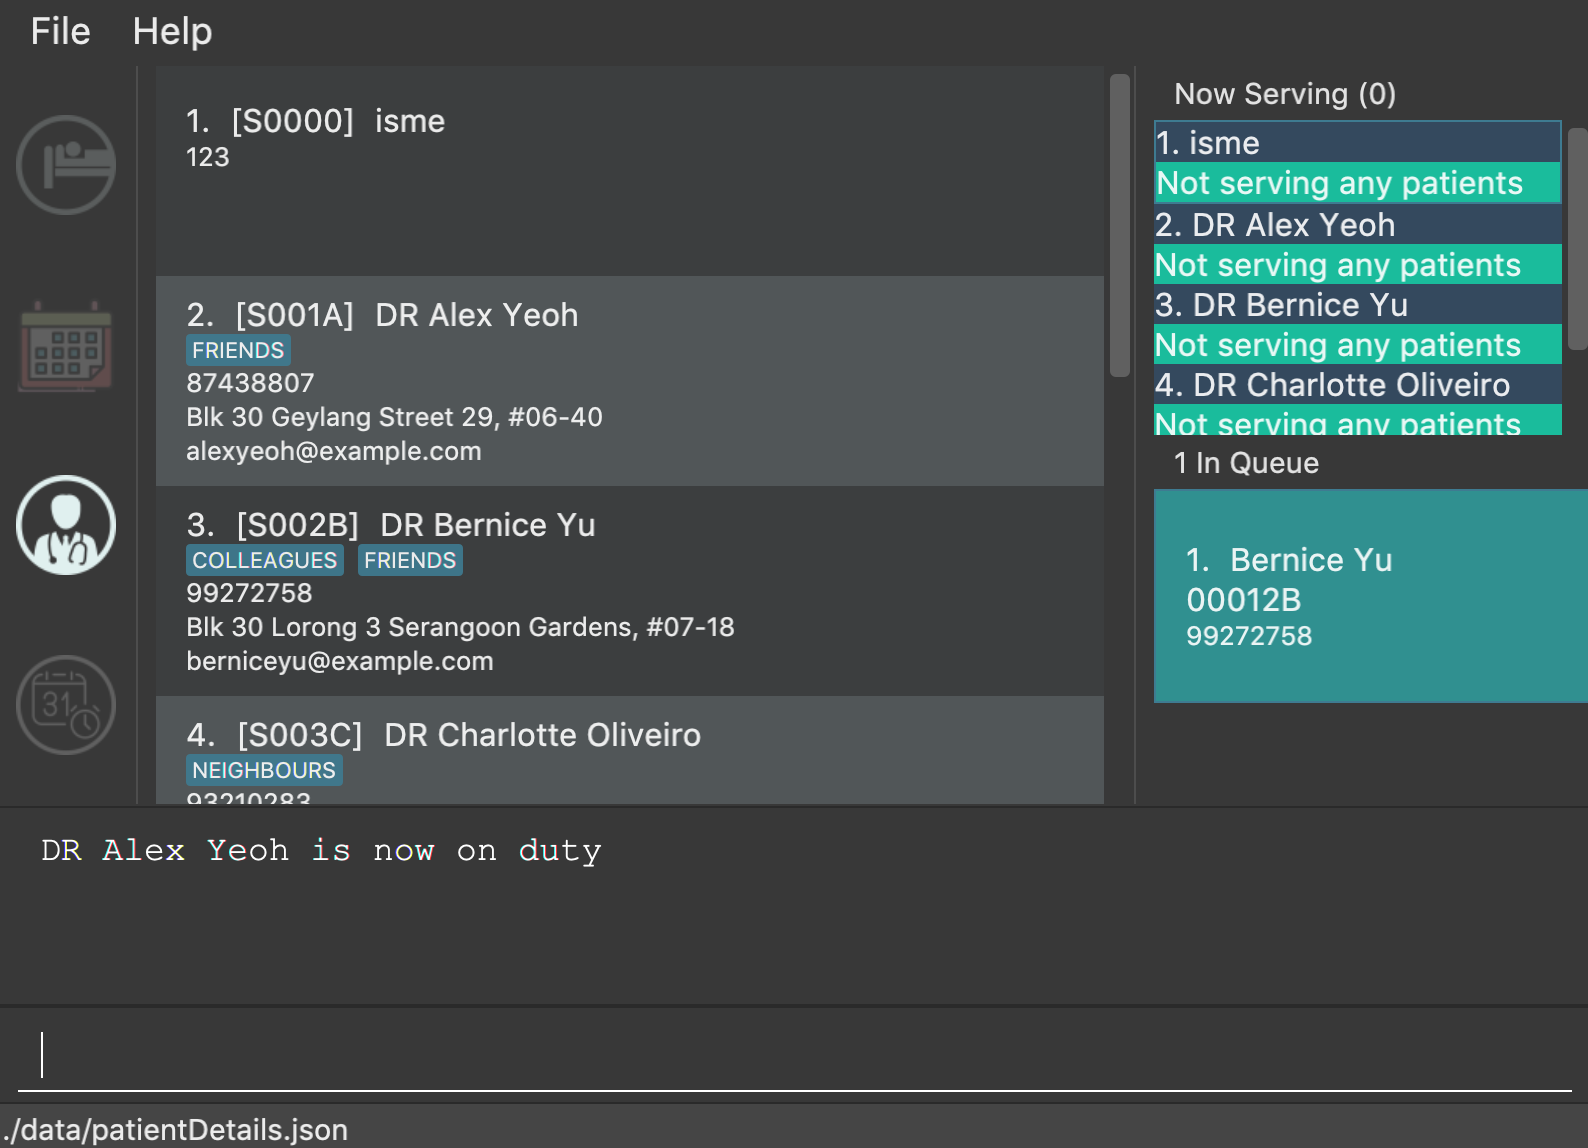 File Help
1. [S0000] isme
123
2. [S001A] DR Alex Yeoh
FRIENDS
87438807
Blk 30 Geylang Street 29, #06-40
alexyeoh@example.com
3. [S002B] DR Bernice Yu
COLLEAGUES FRIENDS
99272758
Blk 30 Lorong 3 Serangoon Gardens, #07-18
berniceyu@example.com
4. [S003C] DR Charlotte Oliveiro
NEIGHBOURS
93210283
31
Now Serving (0)
1. isme
Not serving any patients
2. DR Alex Yeoh
Not serving any patients
3. DR Bernice Yu
Not serving any patients
4. DR Charlotte Oliveiro
Not serving any patients
1 In Queue
1. Bernice Yu
00012B
99272758
DR Alex Yeoh is now on duty
./data/patientDetails.json